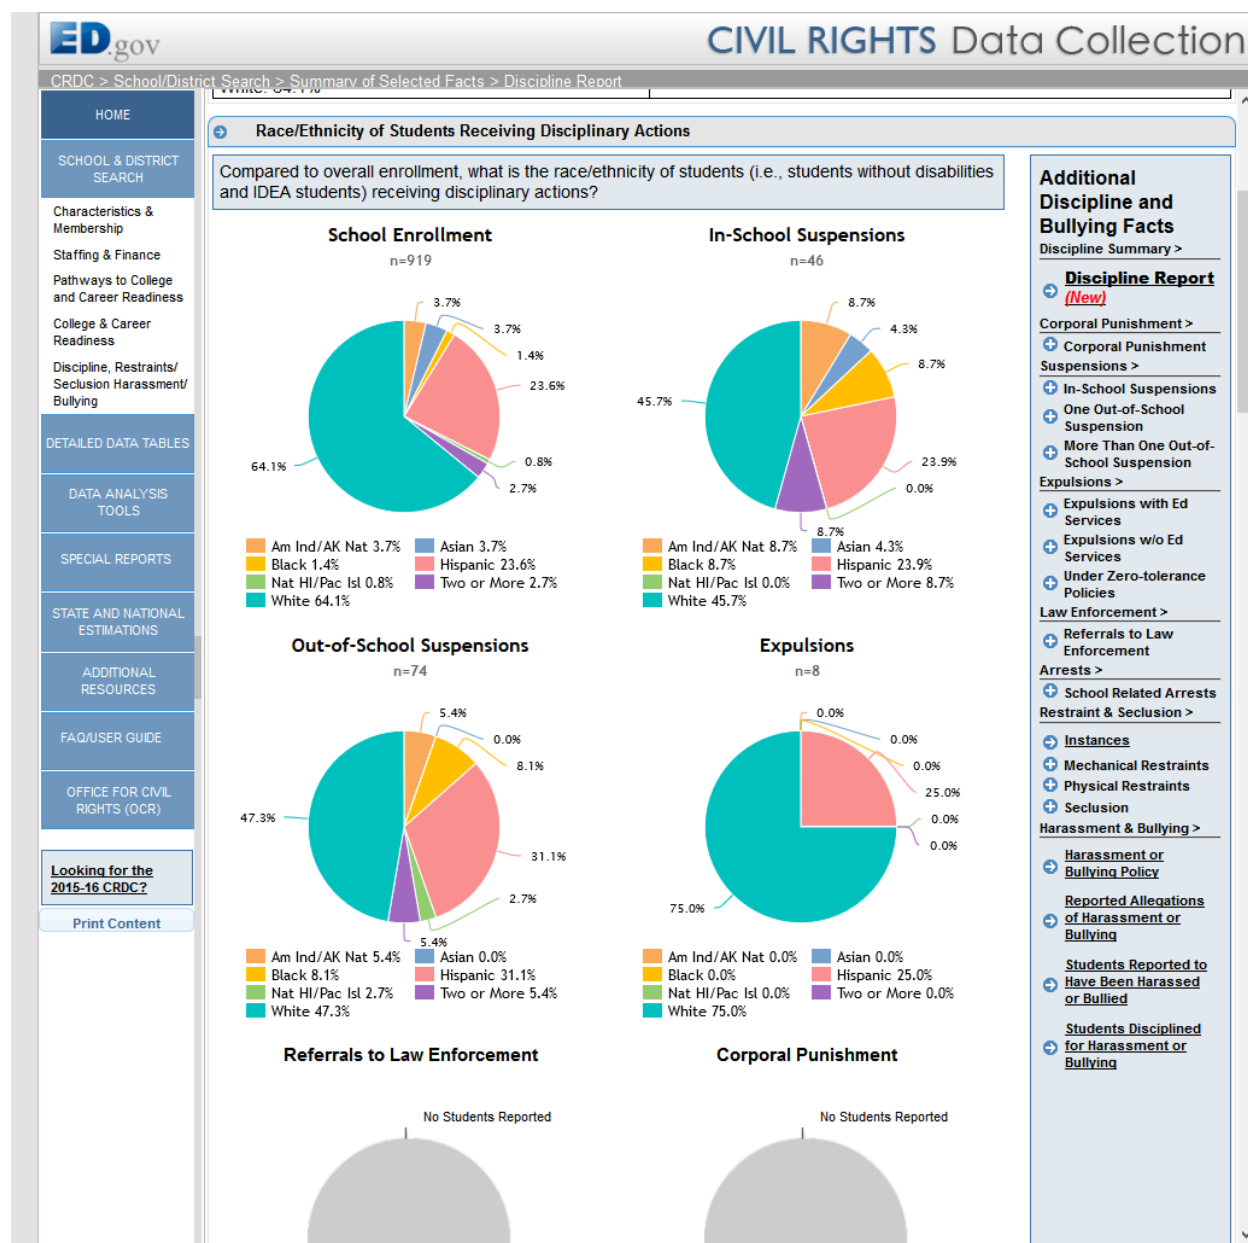 ED.gov
CIVIL RIGHTS Data Collection
CRDC > School/District Search > Summary of Selected Facts > Discipline Report
White: 64.1%
HOME
SCHOOL & DISTRICT
SEARCH
Characteristics &
Membership
Staffing & Finance
Pathways to College
and Career Readiness
College & Career
Readiness
Discipline, Restraints/
Seclusion Harassment/
Bullying
DETAILED DATA TABLES
DATA ANALYSIS
TOOLS
SPECIAL REPORTS
STATE AND NATIONAL
ESTIMATIONS
ADDITIONAL
RESOURCES
FAQ/USER GUIDE
OFFICE FOR CIVIL
RIGHTS (OCR)
Looking for the
2015-16 CRDC?
Print Content
Race/Ethnicity of Students Receiving Disciplinary Actions
Compared to overall enrollment, what is the race/ethnicity of students (i.e., students without disabilities
and IDEA students) receiving disciplinary actions?
School Enrollment
n=919
3.7%
3.7%
1.4%
23.6%
0.8%
2.7%
64.1%
Am Ind/AK Nat 3.7% Asian 3.7%
Black 1.4% Hispanic 23.6%
Nat HI/Pac Isl 0.8% Two or More 2.7%
White 64.1%
In-School Suspensions
n=46
8.7%
4.3%
8.7%
45.7%
23.9%
0.0%
8.7%
Am Ind/AK Nat 8.7% Asian 4.3%
Black 8.7% Hispanic 23.9%
Nat HI/Pac Isl 0.0% Two or More 8.7%
White 45.7%
Out-of-School Suspensions
n=74
5.4%
0.0%
8.1%
47.3%
31.1%
2.7%
5.4%
Am Ind/AK Nat 5.4% Asian 0.0%
Black 8.1% Hispanic 31.1%
Nat HI/Pac Isl 2.7% Two or More 5.4%
White 47.3%
Expulsions
n=8
0.0%
0.0%
0.0%
25.0%
0.0%
0.0%
75.0%
Am Ind/AK Nat 0.0% Asian 0.0%
Black 0.0% Hispanic 25.0%
Nat HI/Pac Isl 0.0% Two or More 0.0%
White 75.0%
Referrals to Law Enforcement
No Students Reported
Corporal Punishment
No Students Reported
Additional
Discipline and
Bullying Facts
Discipline Summary >
Discipline Report
(New)
Corporal Punishment >
Corporal Punishment
Suspensions >
In-School Suspensions
One Out-of-School
Suspension
More Than One Out-of-
School Suspension
Expulsions >
Expulsions with Ed
Services
Expulsions w/o Ed
Services
Under Zero-tolerance
Policies
Law Enforcement >
Referrals to Law
Enforcement
Arrests >
School Related Arrests
Restraint & Seclusion >
Instances
Mechanical Restraints
Physical Restraints
Seclusion
Harassment & Bullying >
Harassment or
Bullying Policy
Reported Allegations
of Harassment or
Bullying
Students Reported to
Have Been Harassed
or Bullied
Students Disciplined
for Harassment or
Bullying